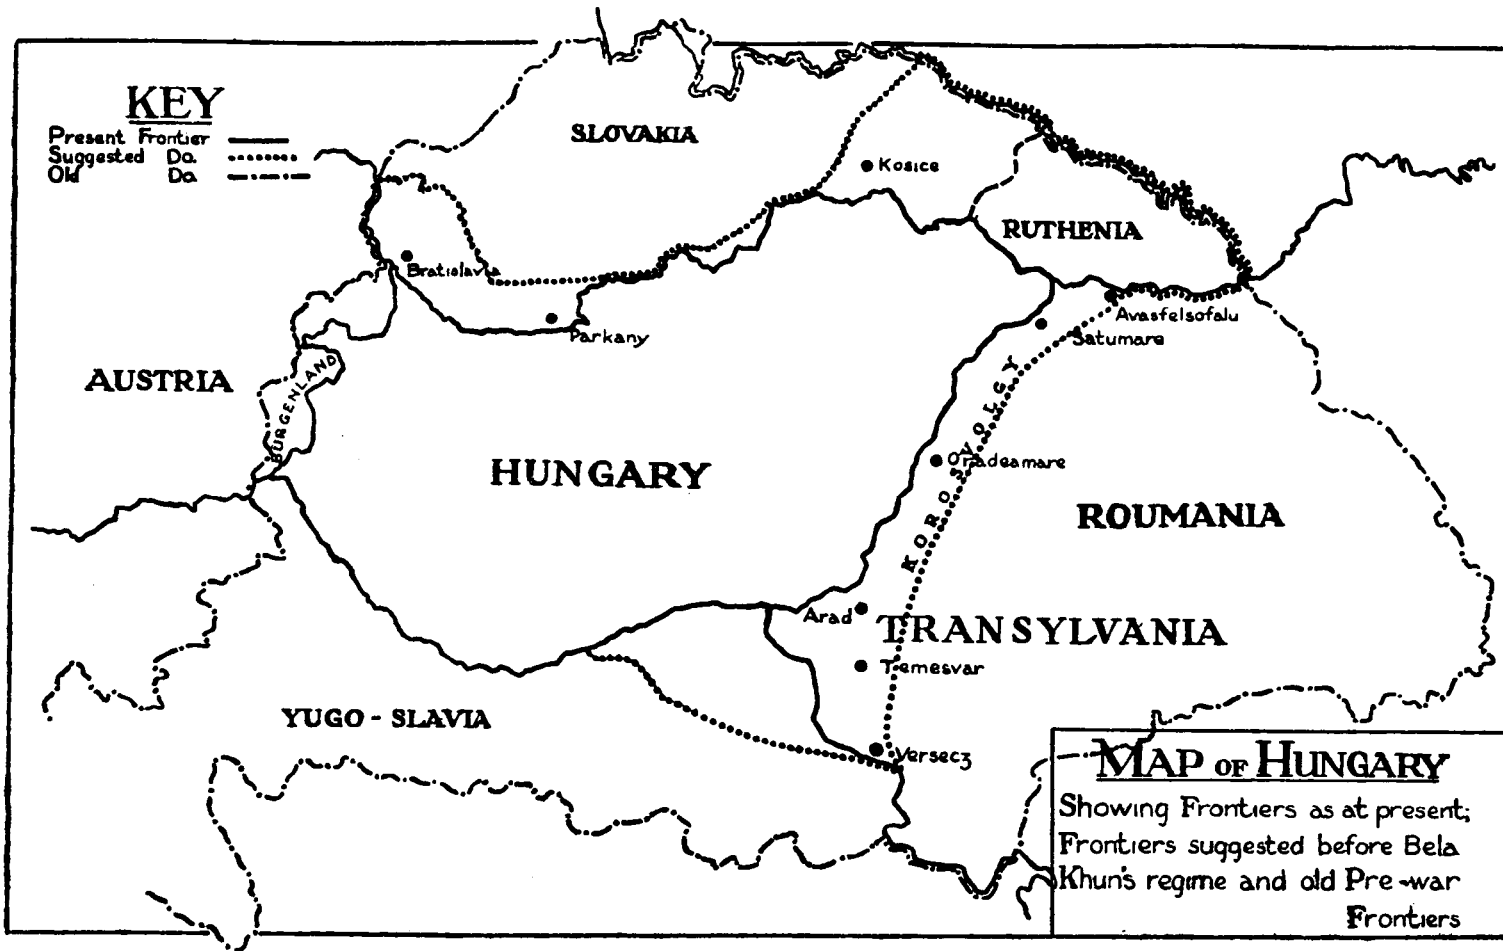 KEY
Present Frontier
Suggested Do.
Old Do.
SLOVAKIA
Kosice
RUTHENIA
Bratislavia
Parkany
Avasfelsofalu
Satumare
AUSTRIA
BURGENLAND
KOROSVOLGY
HUNGARY
Oradeamare
ROUMANIA
Arad
TRANSYLVANIA
Temesvar
YUGO - SLAVIA
Versecz
MAP OF HUNGARY
Showing Frontiers as at present;
Frontiers suggested before Bela
Khun's regime and old Pre-war
Frontiers